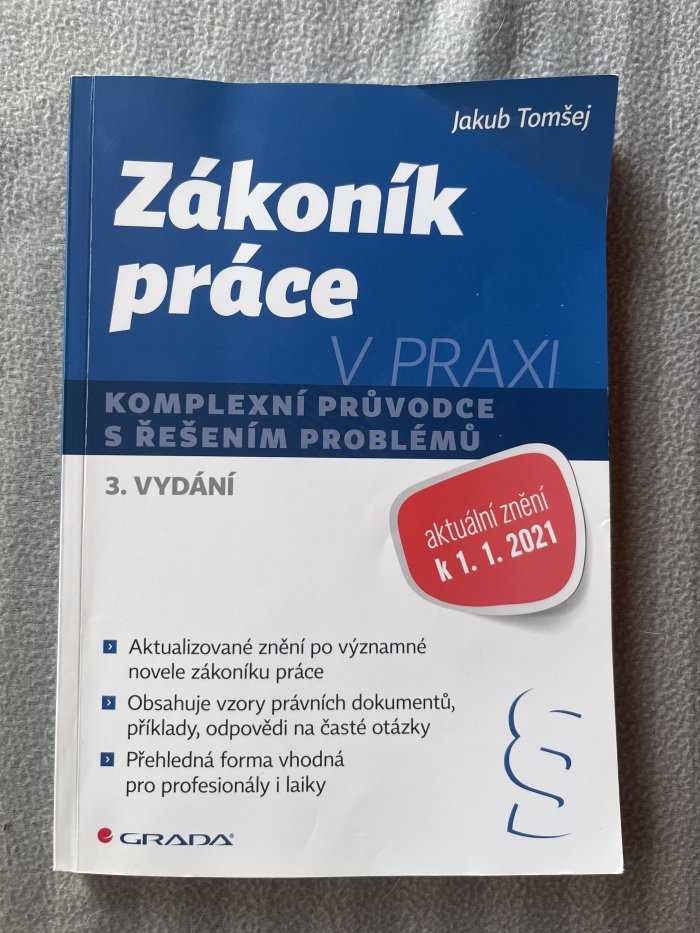 Jakub Tomšej
Zákoník
práce
V PRAXI
KOMPLEXNÍ PRŮVODCE
S ŘEŠENÍM PROBLÉMŮ
3. VYDÁNÍ
aktuální znění
k 1. 1. 2021
Aktualizované znění po významné
novele zákoníku práce
Obsahuje vzory právních dokumentů,
příklady, odpovědi na časté otázky
Přehledná forma vhodná
pro profesionály i laiky
§
GRADA®